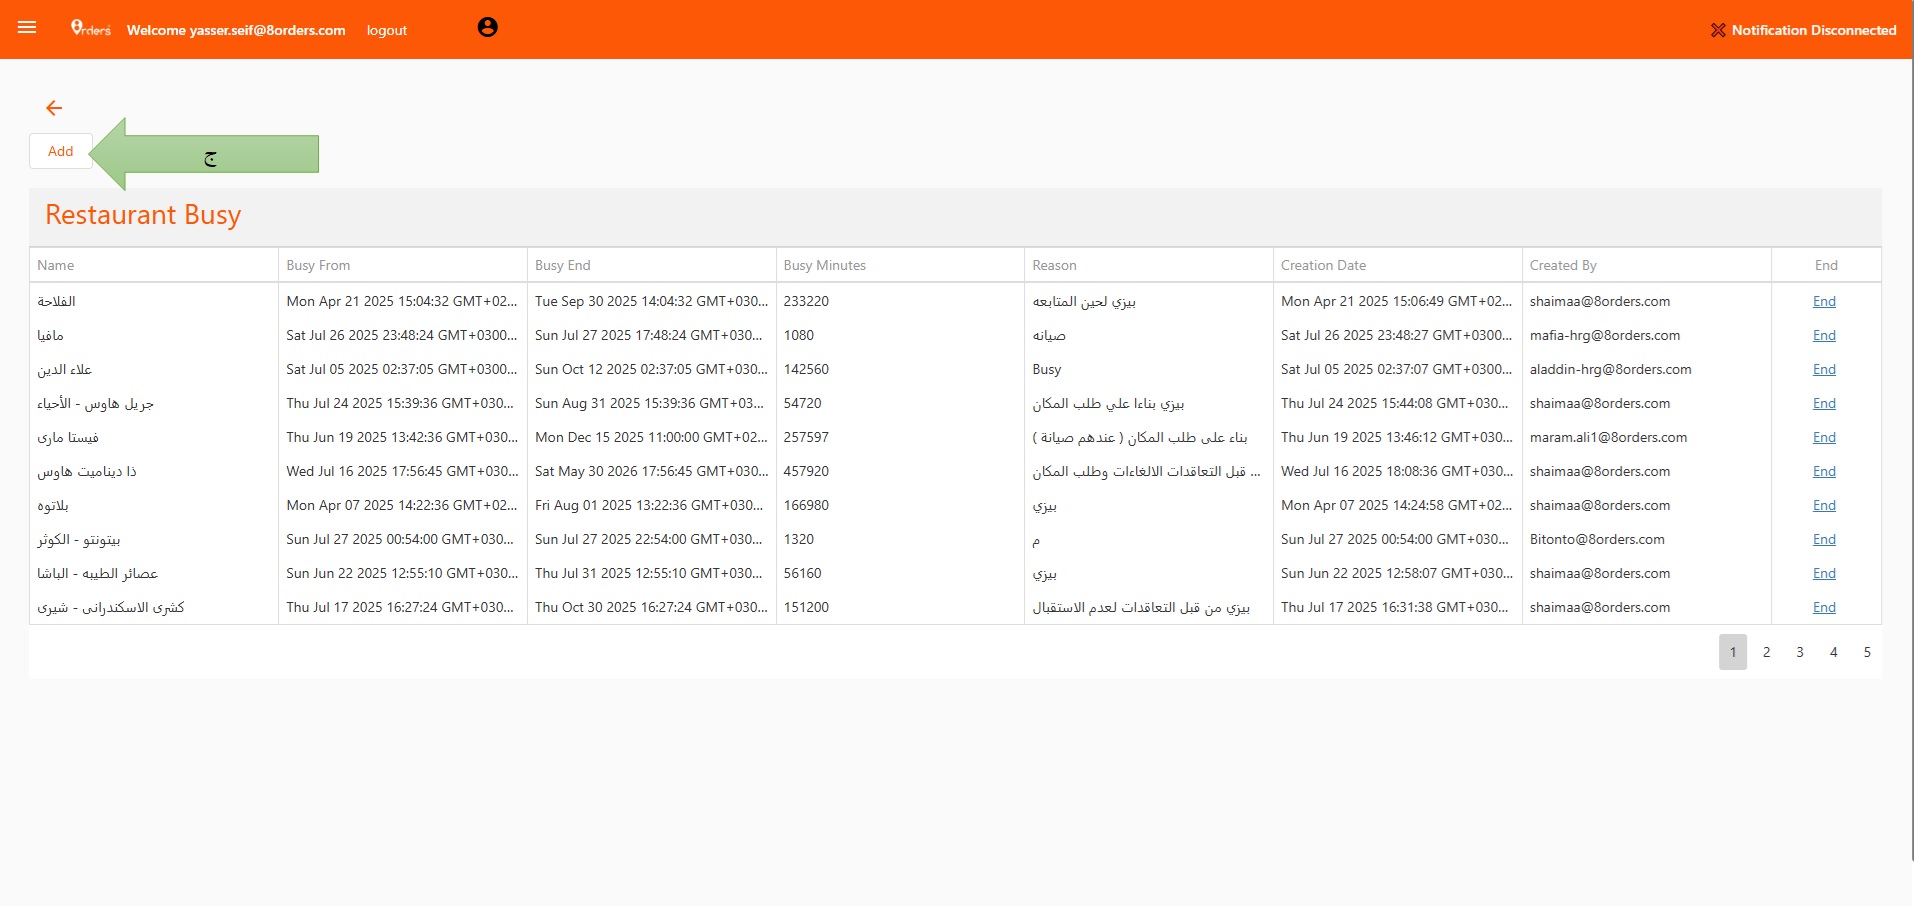 8rders Welcome yasser.seif@8orders.com logout Notification Disconnected
Add
ج
Restaurant Busy
Name Busy From Busy End Busy Minutes Reason Creation Date Created By End
الفلاحة Mon Apr 21 2025 15:04:32 GMT+02... Tue Sep 30 2025 14:04:32 GMT+030... 233220 بيزي لحين المتابعه Mon Apr 21 2025 15:06:49 GMT+02... shaimaa@8orders.com End
مافيا Sat Jul 26 2025 23:48:24 GMT+0300... Sun Jul 27 2025 17:48:24 GMT+030... 1080 صيانه Sat Jul 26 2025 23:48:27 GMT+0300... mafia-hrg@8orders.com End
علاء الدين Sat Jul 05 2025 02:37:05 GMT+0300... Sun Oct 12 2025 02:37:05 GMT+030... 142560 Busy Sat Jul 05 2025 02:37:07 GMT+0300... aladdin-hrg@8orders.com End
جريل هاوس - الأحياء Thu Jul 24 2025 15:39:36 GMT+030... Sun Aug 31 2025 15:39:36 GMT+03... 54720 بيزي بناءا علي طلب المكان Thu Jul 24 2025 15:44:08 GMT+030... shaimaa@8orders.com End
فيستا مارى Thu Jun 19 2025 13:42:36 GMT+030... Mon Dec 15 2025 11:00:00 GMT+02... 257597 بناء على طلب المكان ( عندهم صيانة ) Thu Jun 19 2025 13:46:12 GMT+030... maram.ali1@8orders.com End
ذا ديناميت هاوس Wed Jul 16 2025 17:56:45 GMT+030... Sat May 30 2026 17:56:45 GMT+030... 457920 قبل التعاقدات الالغاءات وطلب المكان ... Wed Jul 16 2025 18:08:36 GMT+030... shaimaa@8orders.com End
بلاتوه Mon Apr 07 2025 14:22:36 GMT+02... Fri Aug 01 2025 13:22:36 GMT+030... 166980 بيزي Mon Apr 07 2025 14:24:58 GMT+02... shaimaa@8orders.com End
بيتونتو - الكوثر Sun Jul 27 2025 00:54:00 GMT+030... Sun Jul 27 2025 22:54:00 GMT+030... 1320 م Sun Jul 27 2025 00:54:00 GMT+030... Bitonto@8orders.com End
عصائر الطيبه - الباشا Sun Jun 22 2025 12:55:10 GMT+030... Thu Jul 31 2025 12:55:10 GMT+030... 56160 بيزي Sun Jun 22 2025 12:58:07 GMT+030... shaimaa@8orders.com End
كشرى الاسكندرانى - شيرى Thu Jul 17 2025 16:27:24 GMT+030... Thu Oct 30 2025 16:27:24 GMT+030... 151200 بيزي من قبل التعاقدات لعدم الاستقبال Thu Jul 17 2025 16:31:38 GMT+030... shaimaa@8orders.com End
1 2 3 4 5